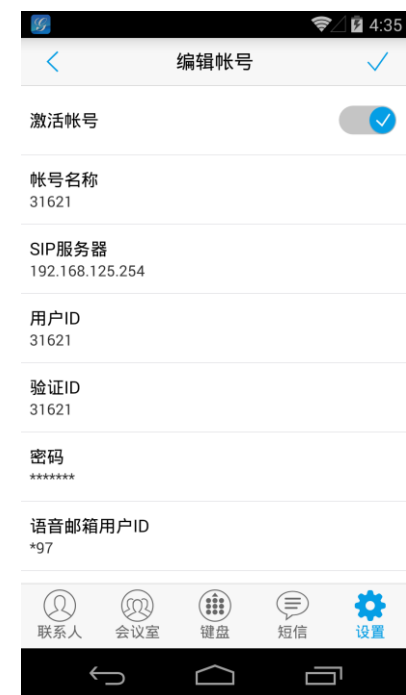 4:35
编辑帐号
激活帐号
帐号名称
31621
SIP服务器
192.168.125.254
用户ID
31621
验证ID
31621
密码
*******
语音邮箱用户ID
*97
联系人 会议室 键盘 短信 设置